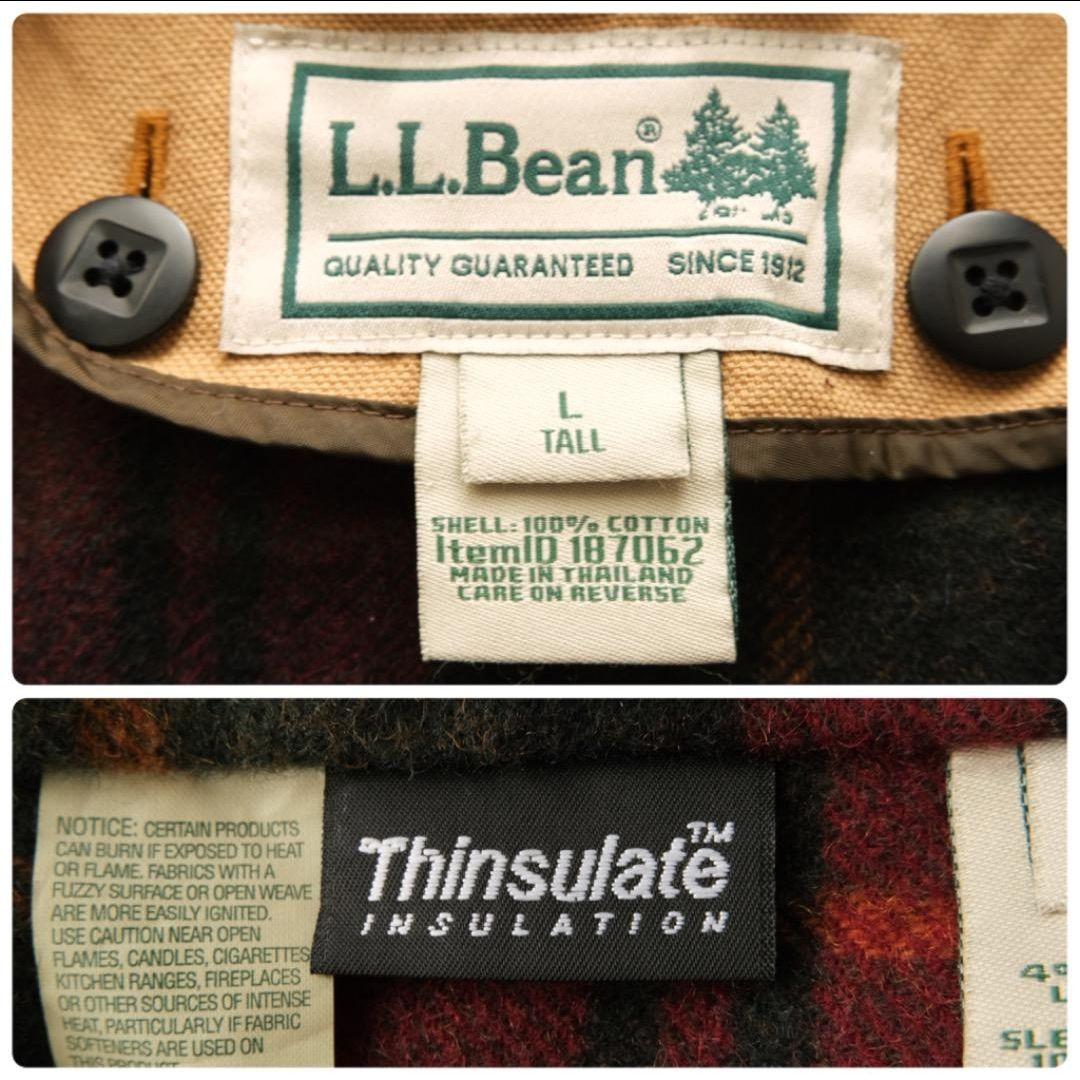 L.L.Bean®
QUALITY GUARANTEED SINCE 1912
L
TALL
SHELL: 100% COTTON
ItemID 187062
MADE IN THAILAND
CARE ON REVERSE
NOTICE: CERTAIN PRODUCTS
CAN BURN IF EXPOSED TO HEAT
OR FLAME. FABRICS WITH A
FUZZY SURFACE OR OPEN WEAVE
ARE MORE EASILY IGNITED.
USE CAUTION NEAR OPEN
FLAMES, CANDLES, CIGARETTES
KITCHEN RANGES, FIREPLACES
OR OTHER SOURCES OF INTENSE
HEAT, PARTICULARLY IF FABRIC
SOFTENERS ARE USED ON
THIS PRODUCT
Thinsulate™
INSULATION